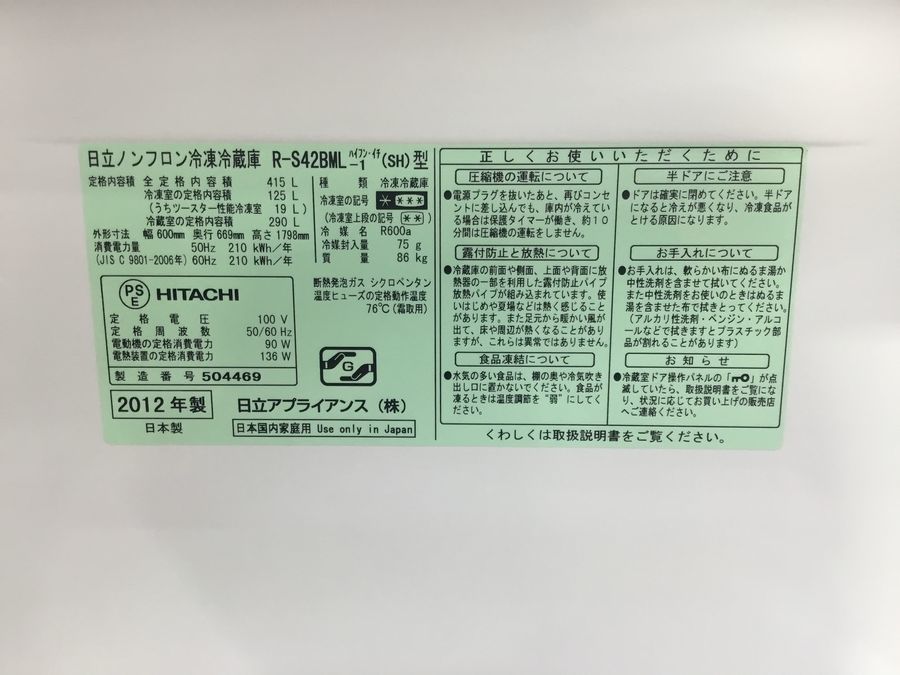 日立ノンフロン冷凍冷蔵庫 R-S42BML-1 ハイフン・イチ (SH) 型
定格内容積 全定格内容積 415 L
冷凍室の定格内容積 125 L
(うちツースター性能冷凍室 19 L)
冷蔵室の定格内容積 290 L
外形寸法 幅 600mm 奥行 669mm 高さ 1798mm
消費電力量 50Hz 210 kWh/年
(JIS C 9801-2006年) 60Hz 210 kWh/年
種類 冷凍冷蔵庫
冷凍室の記号 * ***
(冷凍室上段の記号 **)
冷媒名 R600a
冷媒封入量 75 g
質量 86 kg
断熱発泡ガス シクロペンタン
温度ヒューズの定格動作温度
76℃(霜取用)
PS
E
HITACHI
定格電圧 100 V
定格周波数 50/60 Hz
電動機の定格消費電力 90 W
電熱装置の定格消費電力 136 W
製造番号 504469
G
2012 年製
日本製
日立アプライアンス (株)
日本国内家庭用 Use only in Japan
正しくお使いいただくために
圧縮機の運転について
●電源プラグを抜いたあと、再びコンセ
ントに差し込んでも、庫内が冷えてい
る場合は保護タイマーが働き、約10
分間は圧縮機の運転をしません。
露付防止と放熱について
●冷蔵庫の前面や側面、上面や背面に放
熱器の一部を利用した露付防止パイプ
放熱パイプが組み込まれています。使
いはじめや夏場などは熱く感じること
があります。また足元から暖かい風が
出て、床や周辺が熱くなることがあり
ますが、これらは異常ではありません。
食品凍結について
●水気の多い食品は、棚の奥や冷気吹き
出し口に置かないでください。食品が
凍るときは温度調節を“弱”にしてく
ださい。
半ドアにご注意
●ドアは確実に閉めてください。半ドア
になると冷えが悪くなり、冷凍食品が
とける原因になります。
お手入れについて
●お手入れは、軟らかい布にぬるま湯か
中性洗剤を含ませて拭いてください。
また中性洗剤をお使いのときはぬるま
湯を含ませた布で拭きとってください。
(アルカリ性洗剤・ベンジン・アルコ
ールなどで拭きますとプラスチック部
品が割れることがあります)
お知らせ
●冷蔵室ドア操作パネルの「」が点
滅していたら、取扱説明書をご覧にな
り、状況に応じてお買い上げの販売店
へご連絡ください。
くわしくは取扱説明書をご覧ください。